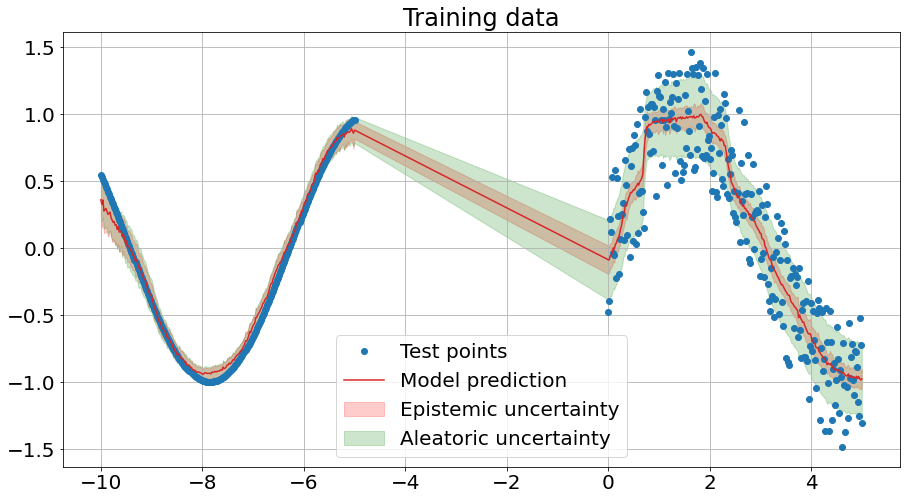 Training data
1.5
1.0
0.5
0.0
−0.5
−1.0
−1.5
Test points
Model prediction
Epistemic uncertainty
Aleatoric uncertainty
−10 −8 −6 −4 −2 0 2 4